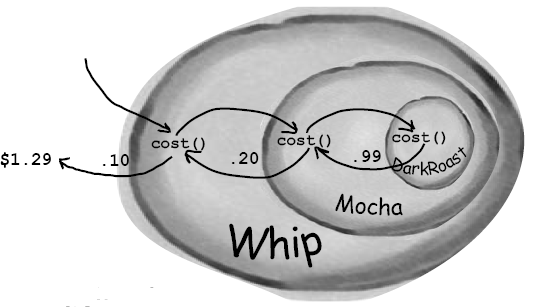 cost()
cost()
cost()
$1.29
.10
.20
.99
DarkRoast
Mocha
Whip